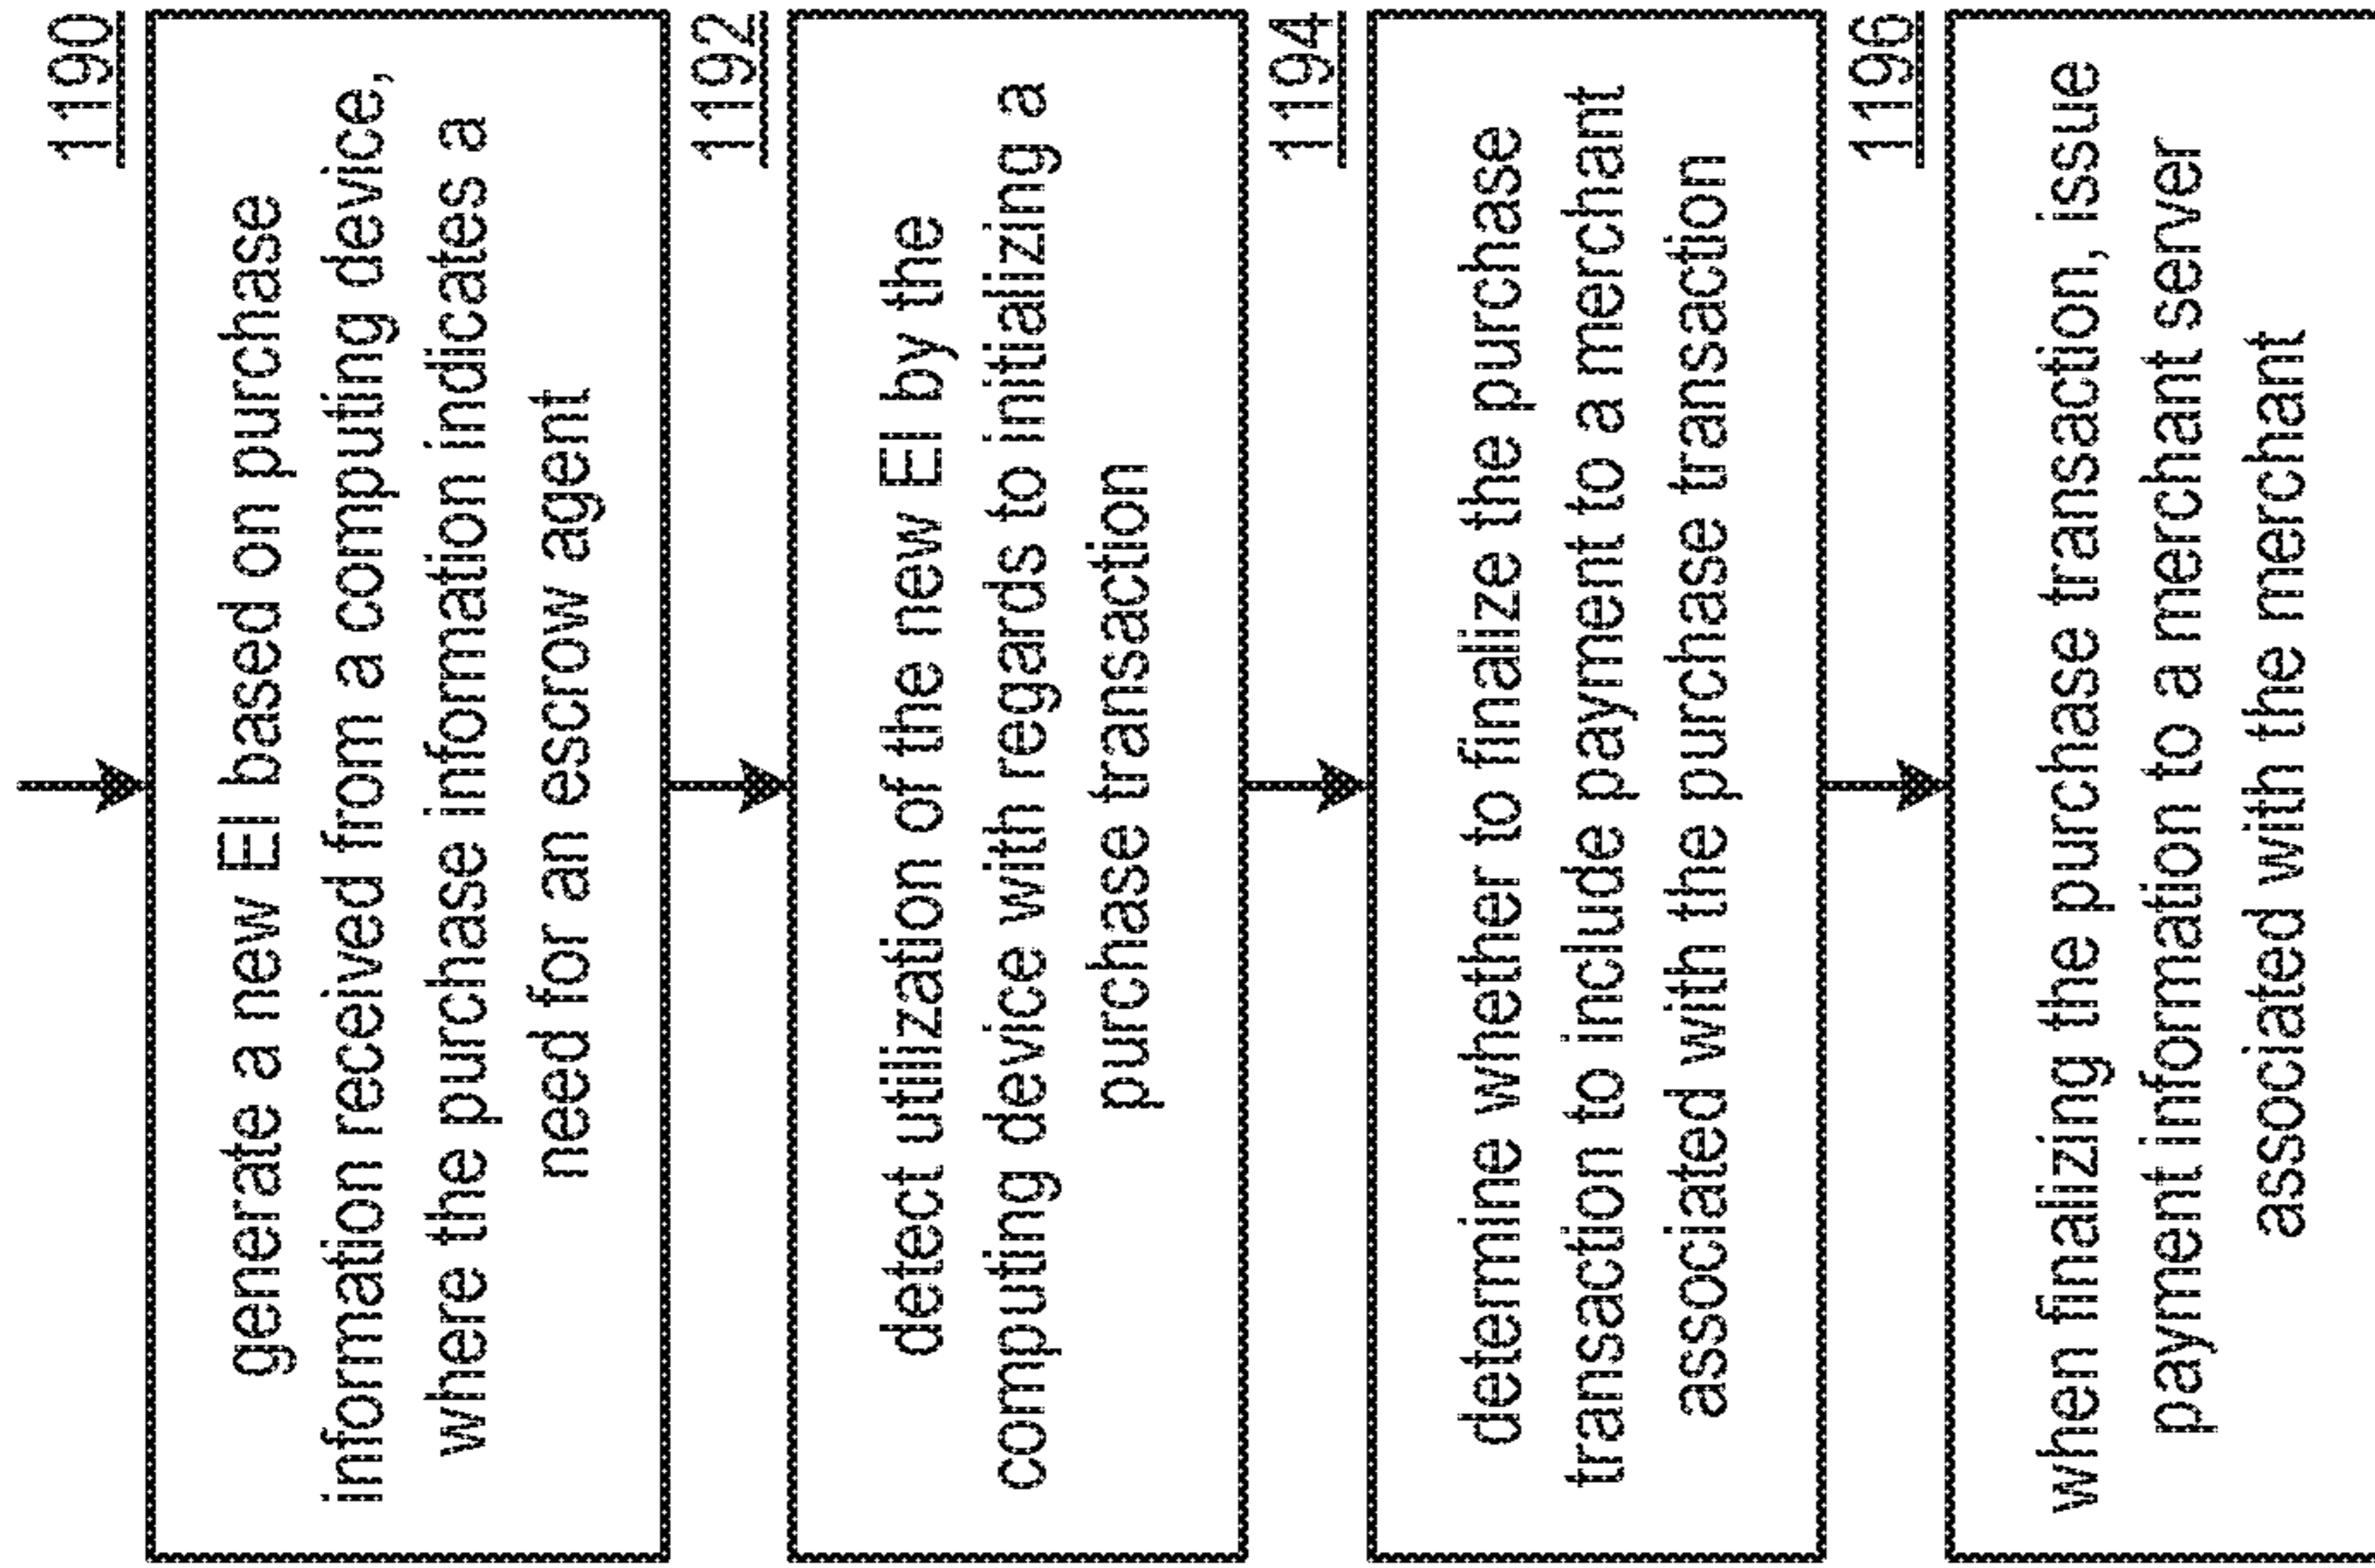 1190
generate a new EI based on purchase
information received from a computing device,
where the purchase information indicates a
need for an escrow agent
1192
detect utilization of the new EI by the
computing device with regards to initializing a
purchase transaction
1194
determine whether to finalize the purchase
transaction to include payment to a merchant
associated with the purchase transaction
1196
when finalizing the purchase transaction, issue
payment information to a merchant server
associated with the merchant